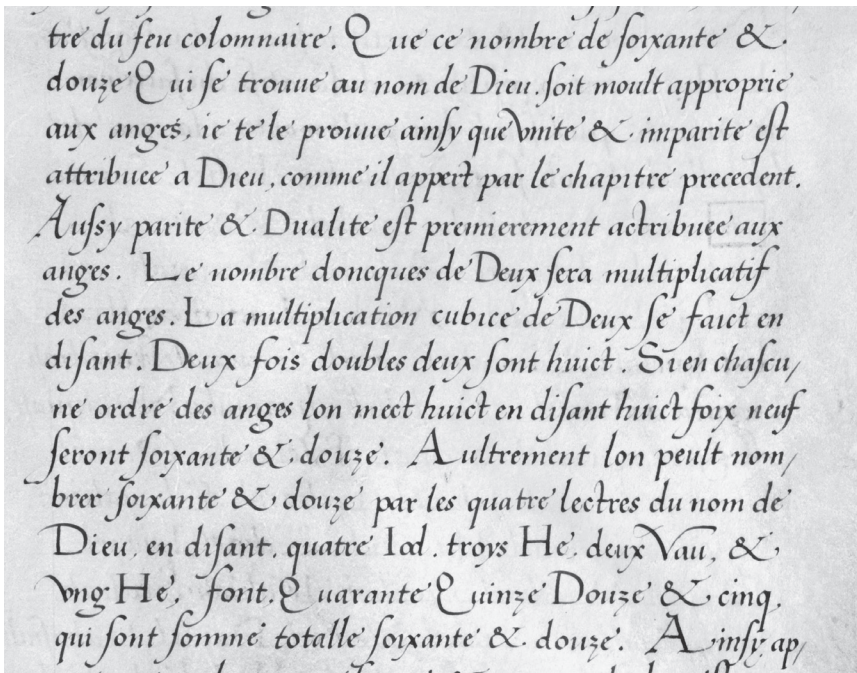 tre du feu colomnaire. Que ce nombre de soixante &
douze Qui se trouue au nom de Dieu, soit moult approprie
aux anges, ie te le prouue ainsy que vnite & imparite est
attribuee a Dieu, comme il appert par le chapitre precedent.
Aussy parite & Dualite est premierement actribuee aux
anges. Le nombre doncques de Deux sera multiplicatif
des anges. La multiplication cubice de Deux se faict en
disant. Deux fois doubles deux sont huict. Si en chascu/
ne ordre des anges lon mect huict en disant huict foix neuf
seront soixante & douze. Aultrement lon peult nom/
brer soixante & douze par les quatre lectres du nom de
Dieu, en disant, quatre Iod, troys He, deux Vau, &
vng He, font, Quarante Quinze Douze & cinq,
qui sont somme totalle soixante & douze. Ainsy ap/